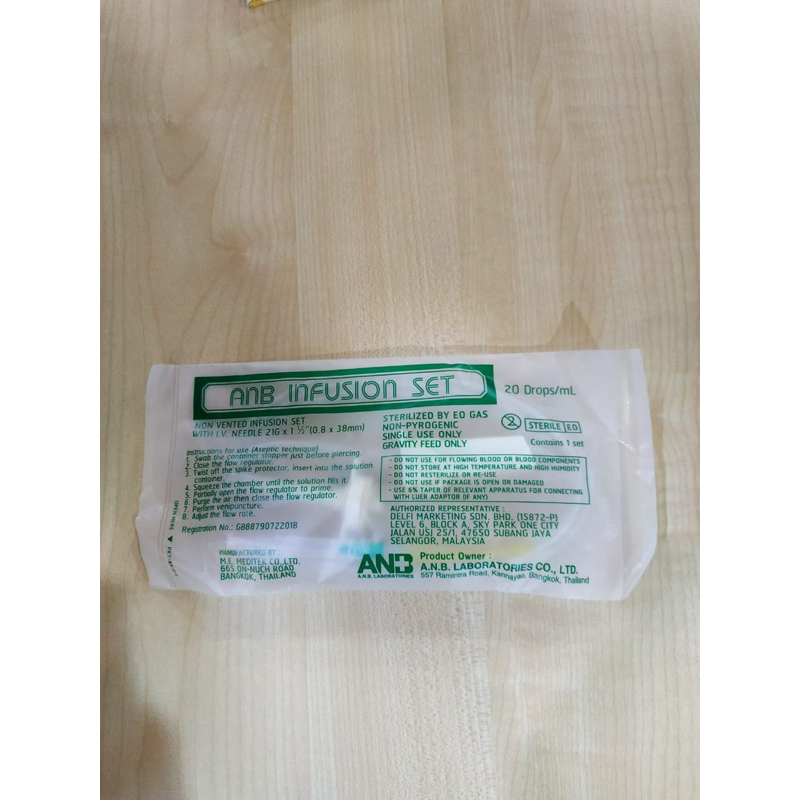 ANB INFUSION SET
20 Drops/mL
NON VENTED INFUSION SET
WITH I.V. NEEDLE 21G x 1 ½"(0.8 x 38mm)
Instructions for use (Aseptic technique)
1. Swab the container stopper just before piercing.
2. Close the flow regulator.
3. Twist off the spike protector, insert into the solution
container.
4. Squeeze the chamber until the solution fills it.
5. Partially open the flow regulator to prime.
6. Purge the air then close the flow regulator.
7. Perform venipuncture.
8. Adjust the flow rate.
Registration No.: GB88790722018
STERILIZED BY EO GAS
NON-PYROGENIC
SINGLE USE ONLY
GRAVITY FEED ONLY
2
STERILE EO
Contains 1 set
- DO NOT USE FOR FLOWING BLOOD OR BLOOD COMPONENTS
- DO NOT STORE AT HIGH TEMPERATURE AND HIGH HUMIDITY
- DO NOT RESTERILIZE OR RE-USE
- DO NOT USE IF PACKAGE IS OPEN OR DAMAGED
- USE 6% TAPER OF RELEVANT APPARATUS FOR CONNECTING
WITH LUER ADAPTOR (IF ANY)
AUTHORIZED REPRESENTATIVE :
DELFI MARKETING SDN. BHD. (15872-P)
LEVEL 6, BLOCK A, SKY PARK ONE CITY
JALAN USJ 25/1, 47650 SUBANG JAYA
SELANGOR, MALAYSIA
MANUFACTURED BY :
M.E. MEDITEK CO.,LTD.
665 ON-NUCH ROAD
BANGKOK, THAILAND
ANB
A.N.B. LABORATORIES
Product Owner :
A.N.B. LABORATORIES CO., LTD.
557 Ramintra Road, Kannayao, Bangkok, Thailand
OPEN HERE